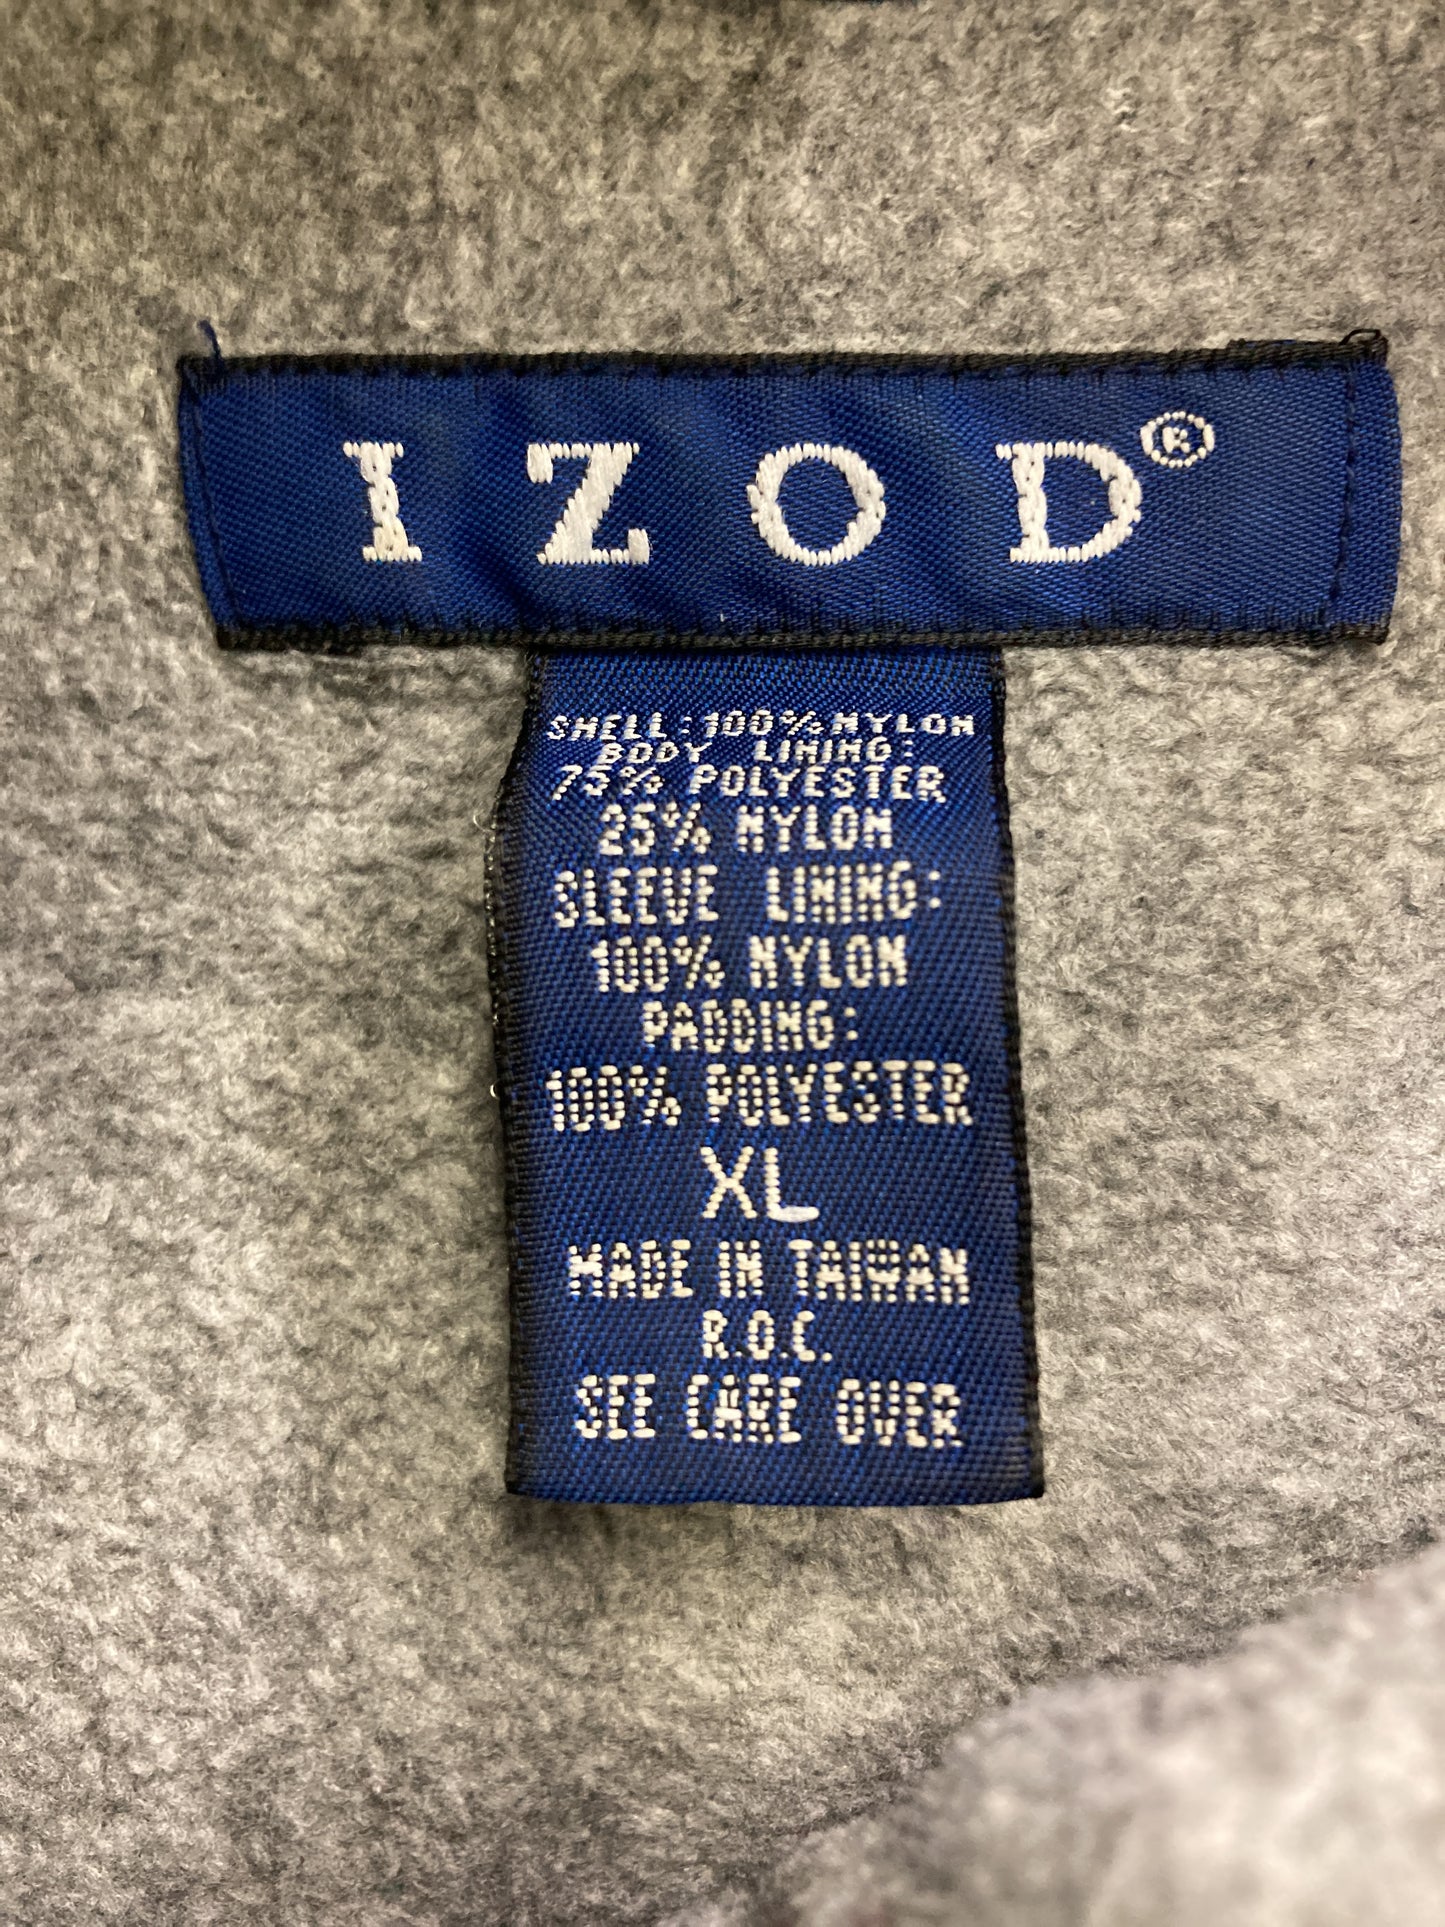 IZOD®
SHELL: 100% NYLON
BODY LINING:
75% POLYESTER
25% NYLON
SLEEVE LINING:
100% NYLON
PADDING:
100% POLYESTER
XL
MADE IN TAIWAN
R.O.C.
SEE CARE OVER